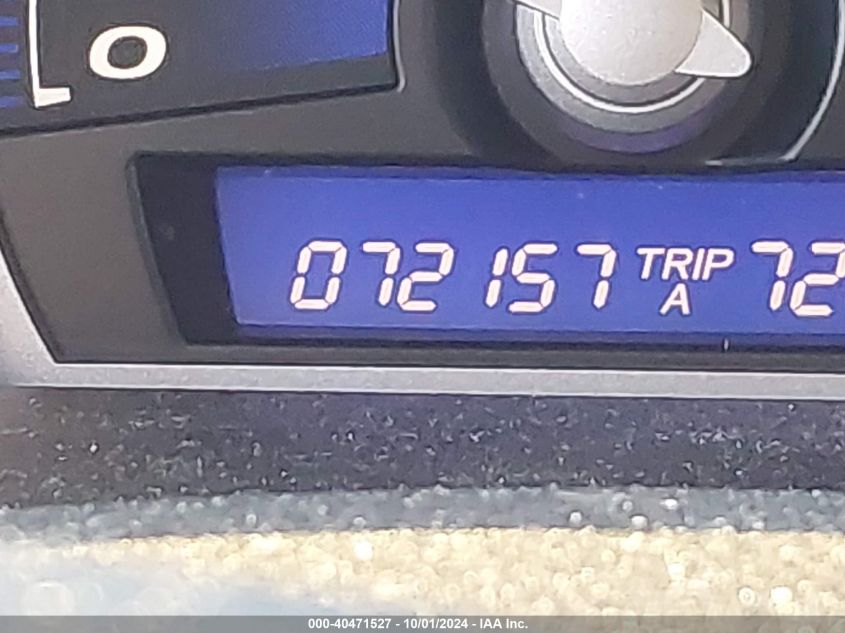 0
072157 TRIP A 72
000-40471527 - 10/01/2024 - IAA Inc.